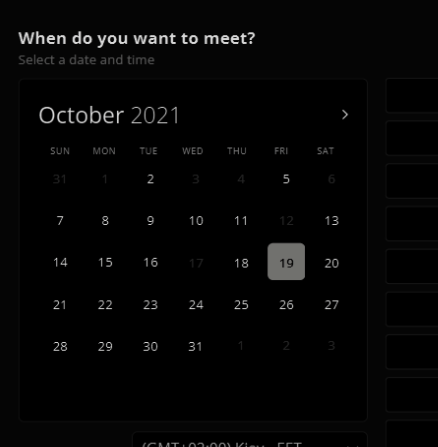 When do you want to meet?
Select a date and time
October 2021
SUN MON TUE WED THU FRI SAT
31 1 2 3 4 5 6
7 8 9 10 11 12 13
14 15 16 17 18 19 20
21 22 23 24 25 26 27
28 29 30 31 1 2 3
(GMT+02:00) Kiev - EET